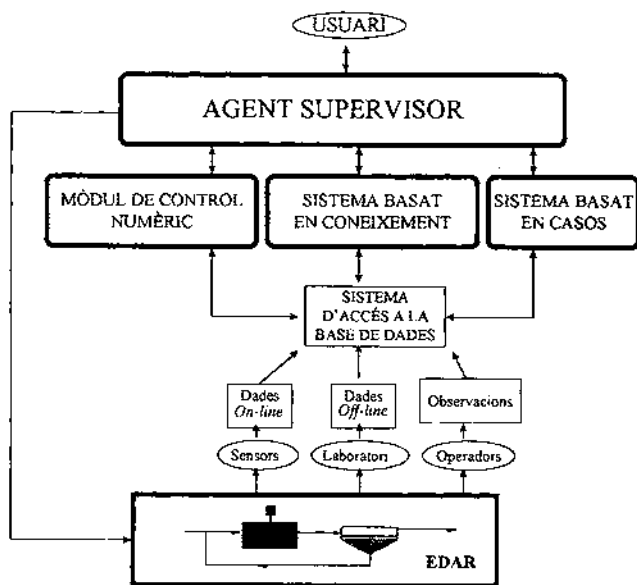 USUARI
AGENT SUPERVISOR
MÒDUL DE CONTROL
NUMÈRIC
SISTEMA BASAT
EN CONEIXEMENT
SISTEMA BASAT
EN CASOS
SISTEMA
D'ACCÉS A LA
BASE DE DADES
Dades
On-line
Dades
Off-line
Observacions
Sensors
Laboratori
Operadors
EDAR